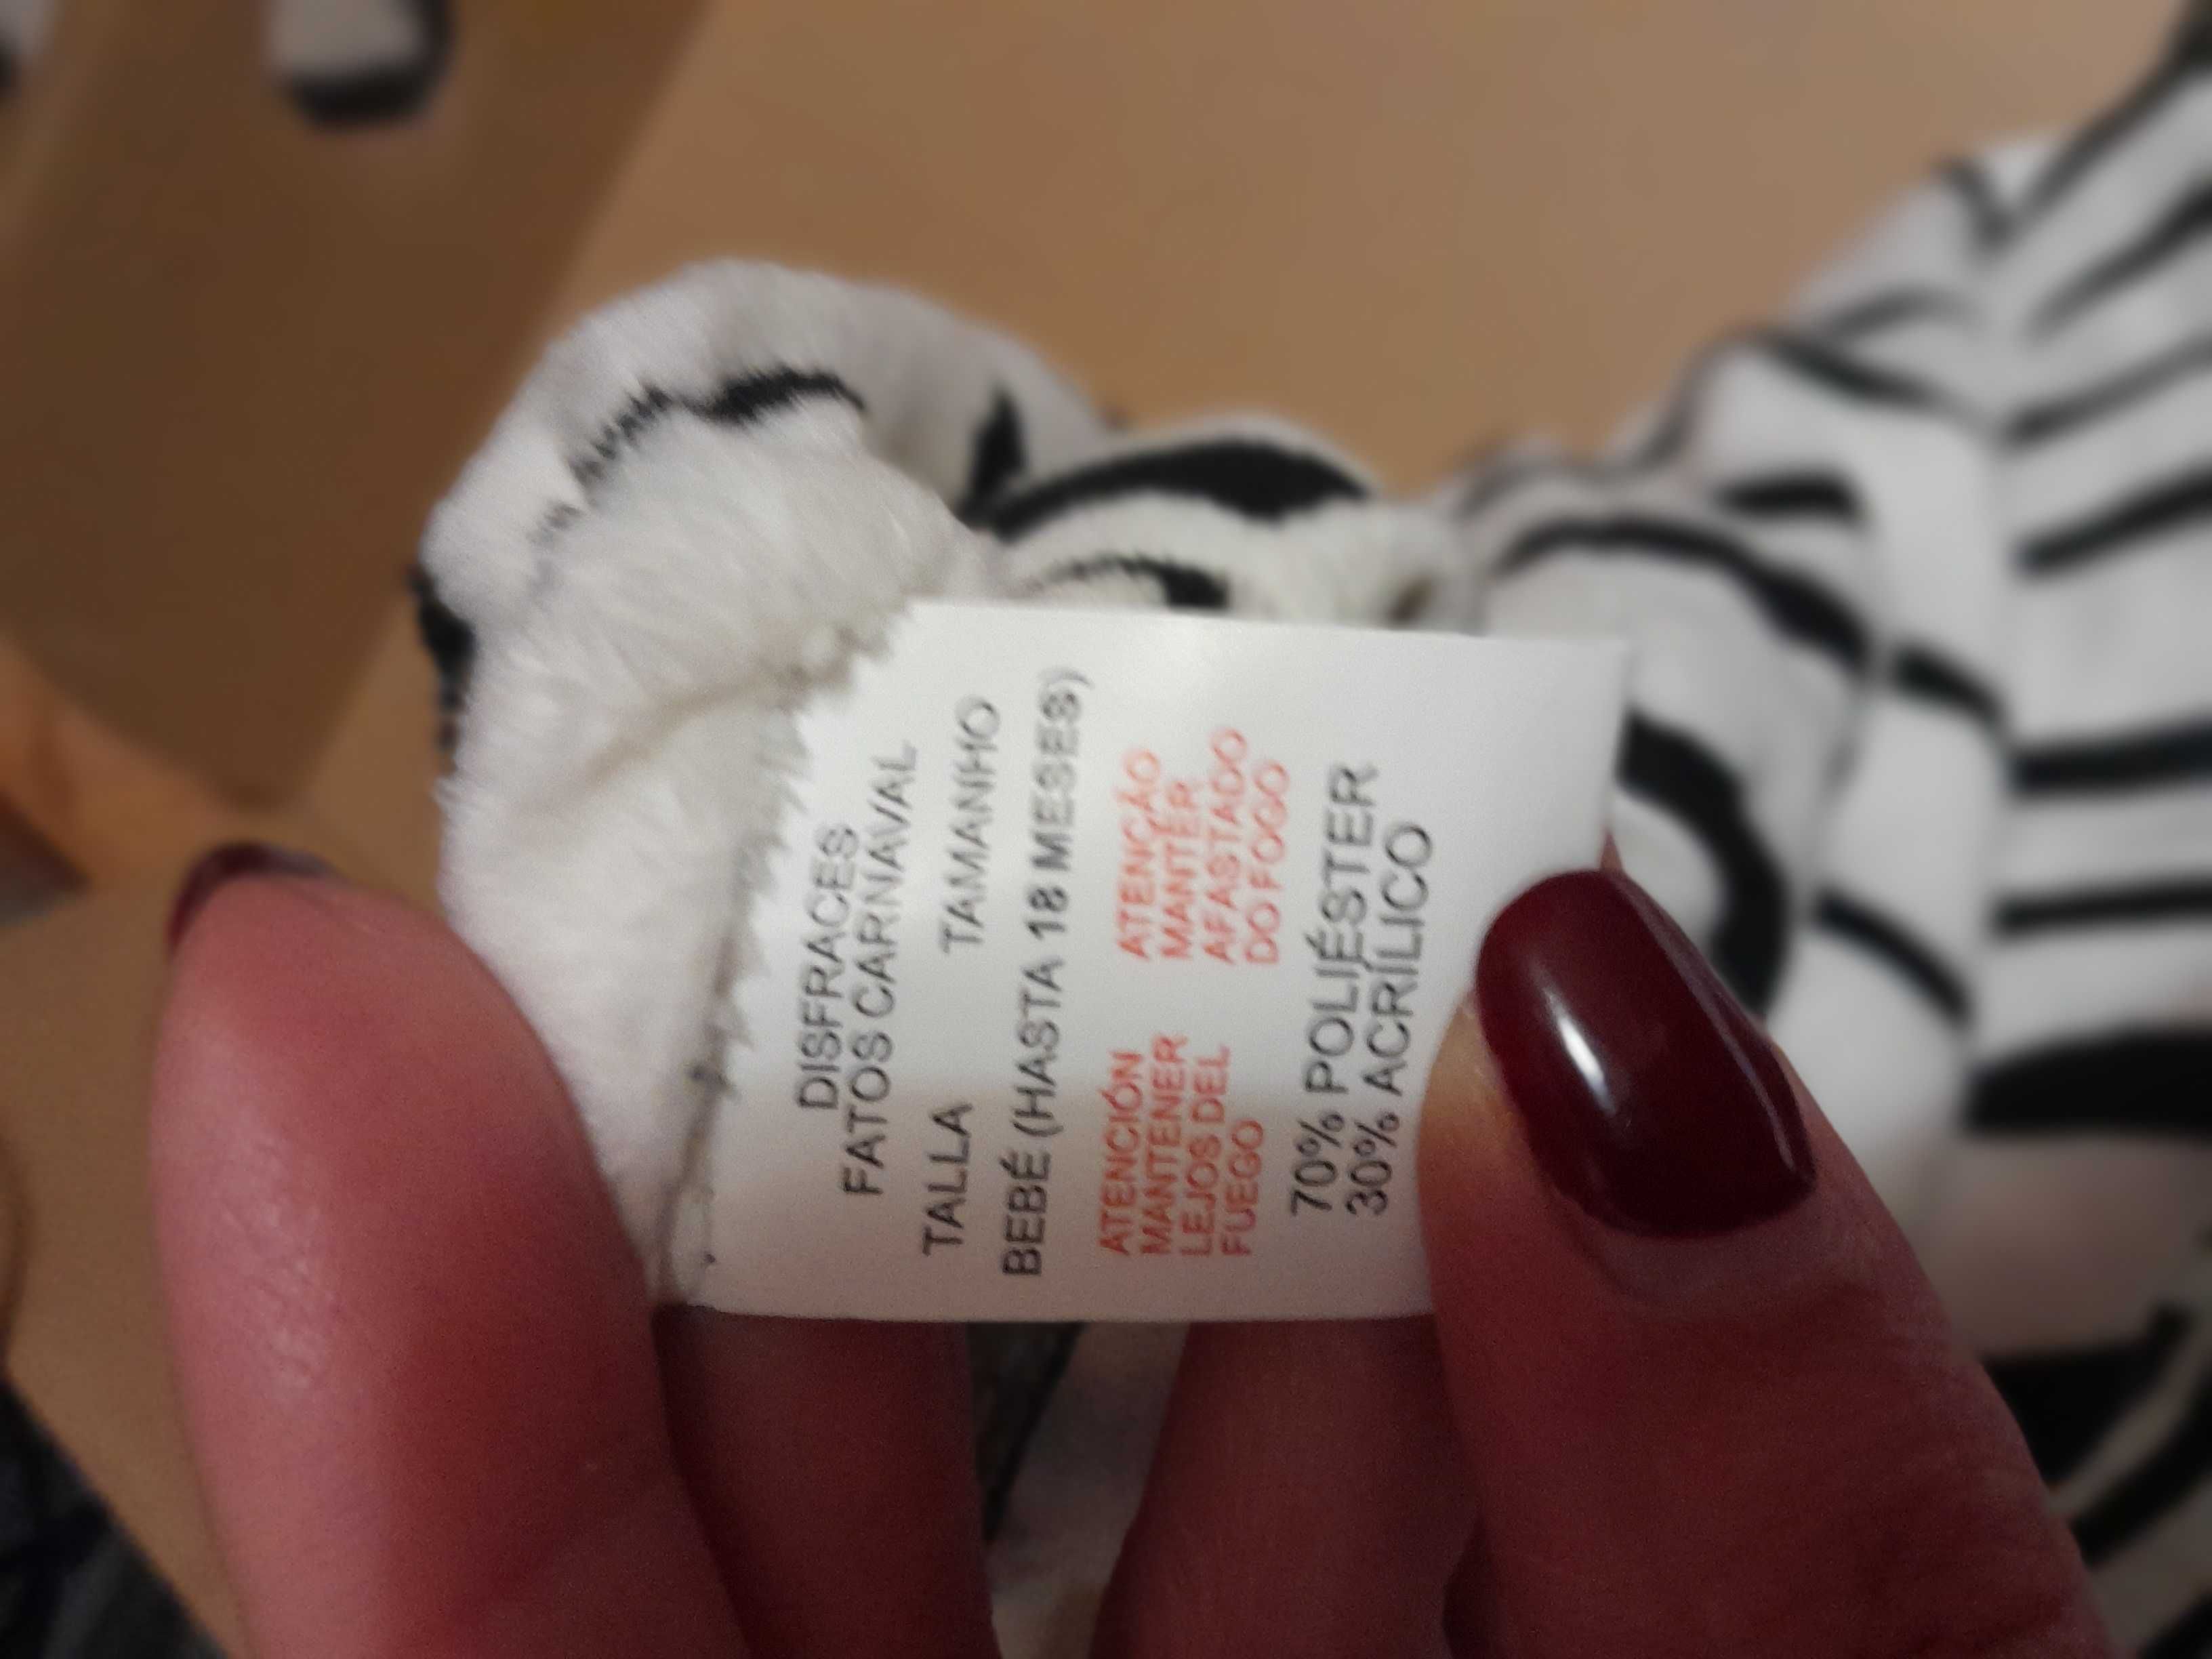 DISFRACES
FATOS CARNAVAL
TALLA TAMANHO
BEBÉ (HASTA 18 MESES)
ATENCIÓN
MANTENER
LEJOS DEL
FUEGO
ATENÇÃO
MANTER
AFASTADO
DO FOGO
70% POLIÉSTER
30% ACRÍLICO